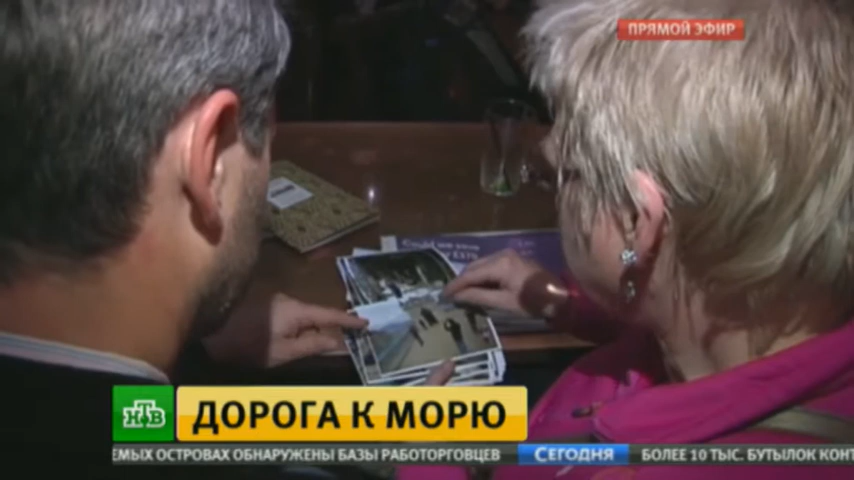 ПРЯМОЙ ЭФИР
НТВ
ДОРОГА К МОРЮ
ЕМЫХ ОСТРОВАХ ОБНАРУЖЕНЫ БАЗЫ РАБОТОРГОВЦЕВ
СЕГОДНЯ
БОЛЕЕ 10 ТЫС. БУТЫЛОК КОНТ